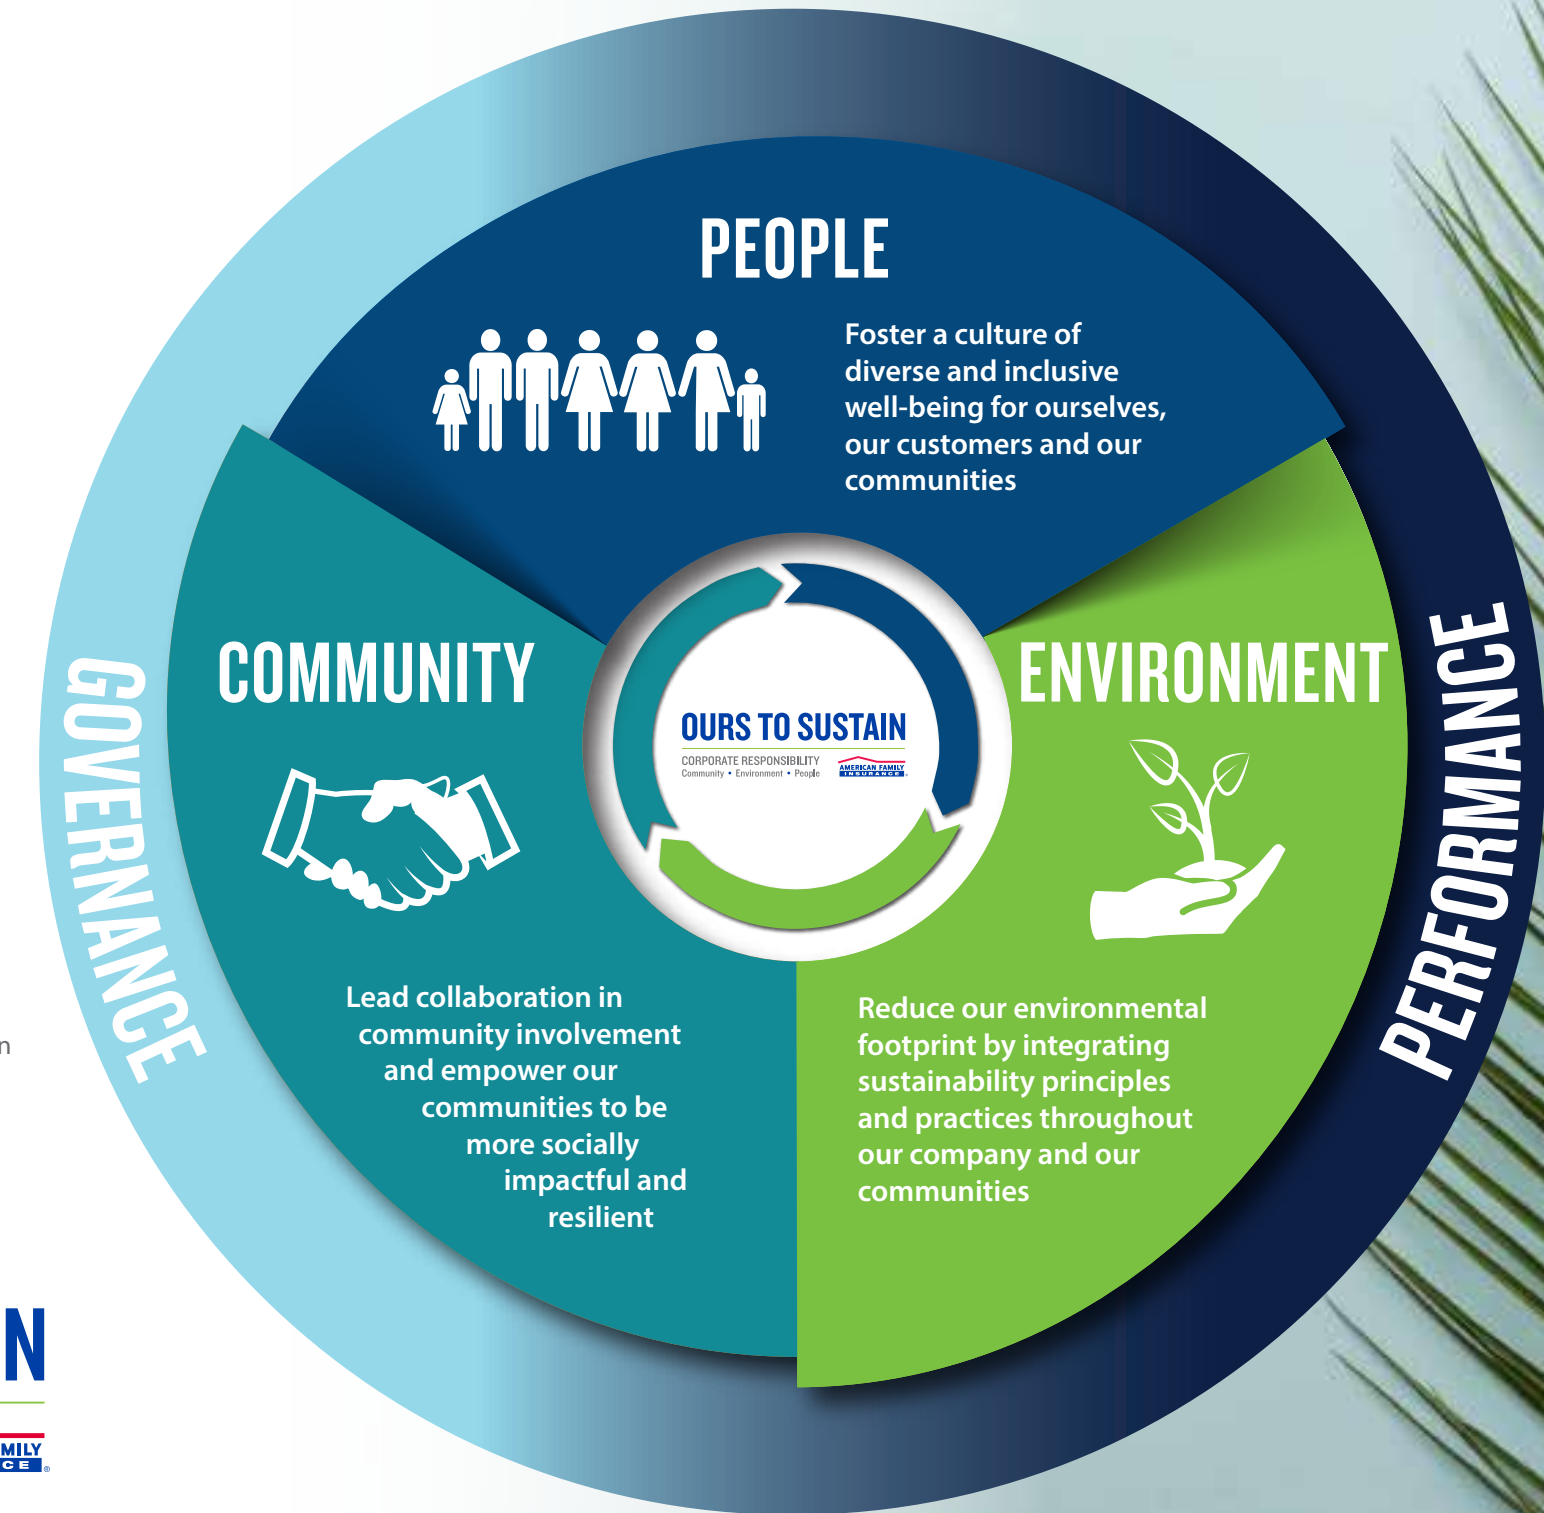 PEOPLE
Foster a culture of
diverse and inclusive
well-being for ourselves,
our customers and our
communities
GOVERNANCE
COMMUNITY
Lead collaboration in
community involvement
and empower our
communities to be
more socially
impactful and
resilient
OURS TO SUSTAIN
CORPORATE RESPONSIBILITY
Community • Environment • People
AMERICAN FAMILY
INSURANCE
ENVIRONMENT
Reduce our environmental
footprint by integrating
sustainability principles
and practices throughout
our company and our
communities
PERFORMANCE
n
N
MILY
CE ®